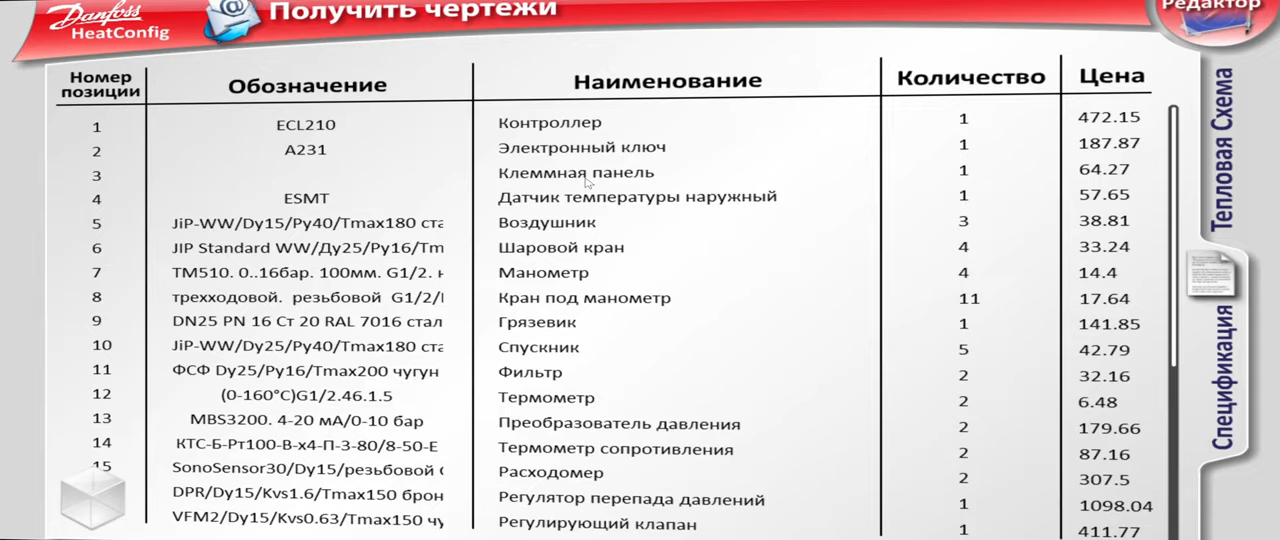 Danfoss
HeatConfig
Получить чертежи
Редактор
Номер позиции Обозначение Наименование Количество Цена
1 ECL210 Контроллер 1 472.15
2 A231 Электронный ключ 1 187.87
3 Клеммная панель 1 64.27
4 ESMT Датчик температуры наружный 1 57.65
5 JiP-WW/Dy15/Py40/Tmax180 ста Воздушник 3 38.81
6 JIP Standard WW/Ду25/Py16/Tm Шаровой кран 4 33.24
7 TM510. 0..16бар. 100мм. G1/2. н Манометр 4 14.4
8 трехходовой. резьбовой G1/2/ Кран под манометр 11 17.64
9 DN25 PN 16 Ст 20 RAL 7016 стал Грязевик 1 141.85
10 JiP-WW/Dy25/Py40/Tmax180 ста Спускник 5 42.79
11 ФСФ Dy25/Py16/Tmax200 чугун Фильтр 2 32.16
12 (0-160°C)G1/2.46.1.5 Термометр 2 6.48
13 MBS3200. 4-20 мА/0-10 бар Преобразователь давления 2 179.66
14 КТС-Б-Рт100-В-х4-П-3-80/8-50-Е Термометр сопротивления 2 87.16
15 SonoSensor30/Dy15/резьбовой Расходомер 2 307.5
DPR/Dy15/Kvs1.6/Tmax150 брон Регулятор перепада давлений 1 1098.04
VFM2/Dy15/Kvs0.63/Tmax150 чу Регулирующий клапан 1 411.77
Тепловая Схема
Спецификация